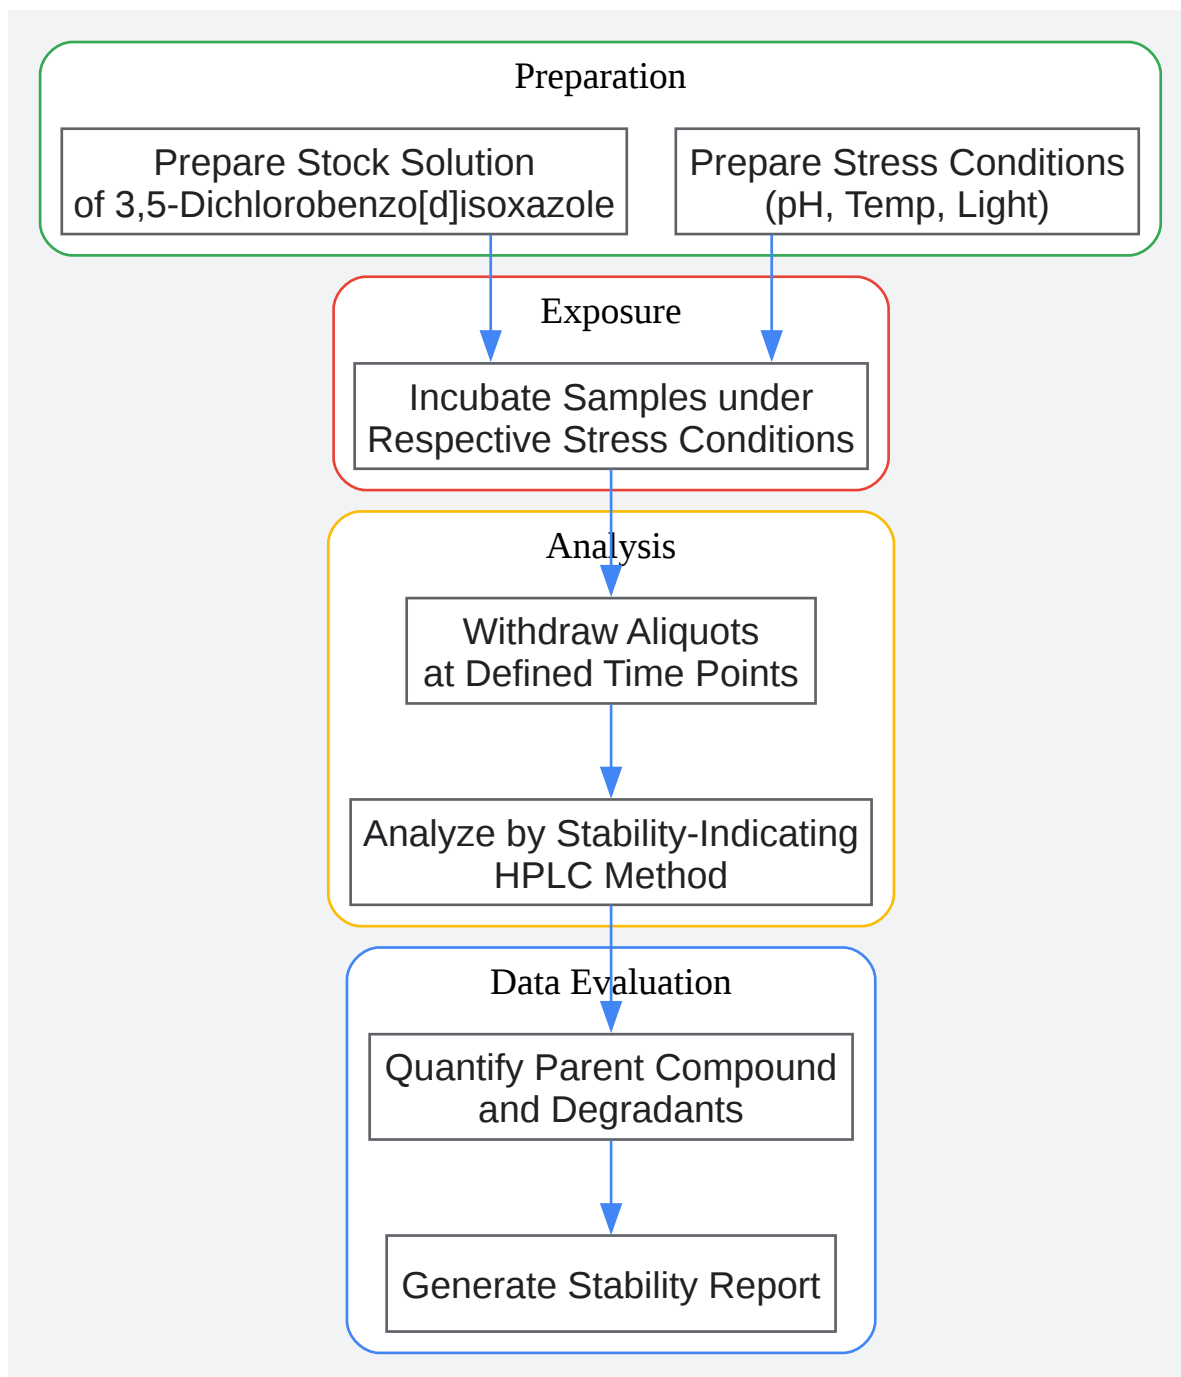 Preparation
Prepare Stock Solution
of 3,5-Dichlorobenzo[d]isoxazole
Prepare Stress Conditions
(pH, Temp, Light)
Exposure
Incubate Samples under
Respective Stress Conditions
Analysis
Withdraw Aliquots
at Defined Time Points
Analyze by Stability-Indicating
HPLC Method
Data Evaluation
Quantify Parent Compound
and Degradants
Generate Stability Report